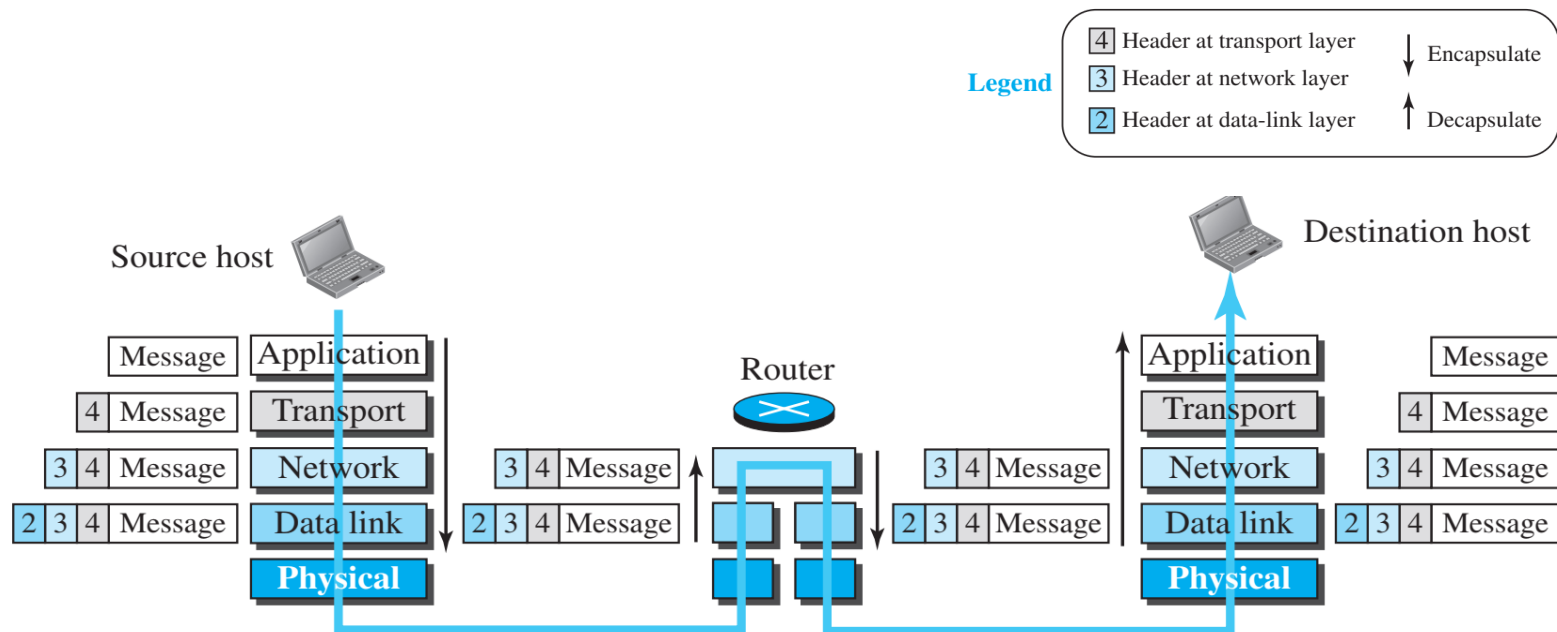 4 Header at transport layer Encapsulate
Legend 3 Header at network layer
2 Header at data-link layer Decapsulate
Source host
Destination host
Message Application Application Message
Router
4 Message Transport Transport 4 Message
3 4 Message Network 3 4 Message 3 4 Message Network 3 4 Message
2 3 4 Message Data link 2 3 4 Message 2 3 4 Message Data link 2 3 4 Message
Physical Physical